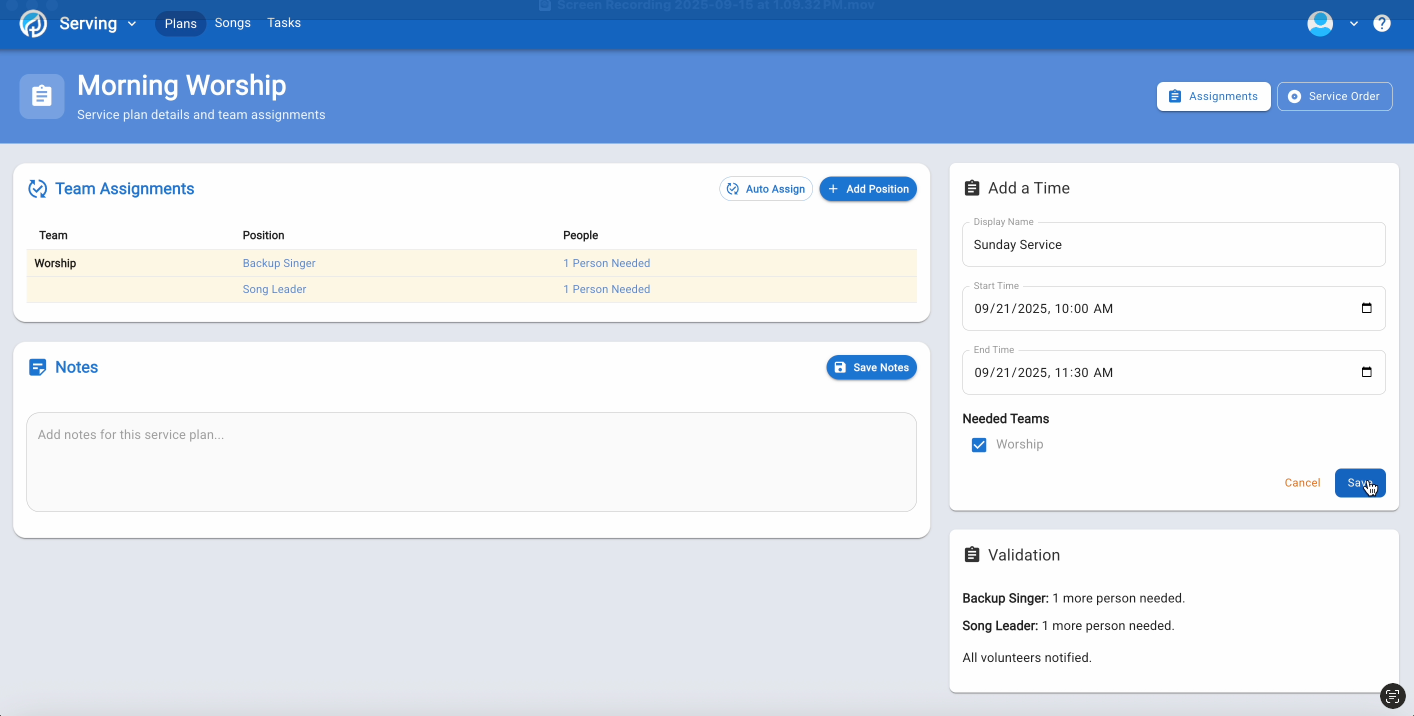 Screen Recording 2025-09-15 at 1.09.32 PM.mov
Serving Plans Songs Tasks
Morning Worship
Service plan details and team assignments
Assignments Service Order
Team Assignments
Auto Assign + Add Position
Team Position People
Worship Backup Singer 1 Person Needed
Song Leader 1 Person Needed
Notes
Save Notes
Add notes for this service plan...
Add a Time
Display Name
Sunday Service
Start Time
09/21/2025, 10:00 AM
End Time
09/21/2025, 11:30 AM
Needed Teams
Worship
Cancel Save
Validation
Backup Singer: 1 more person needed.
Song Leader: 1 more person needed.
All volunteers notified.